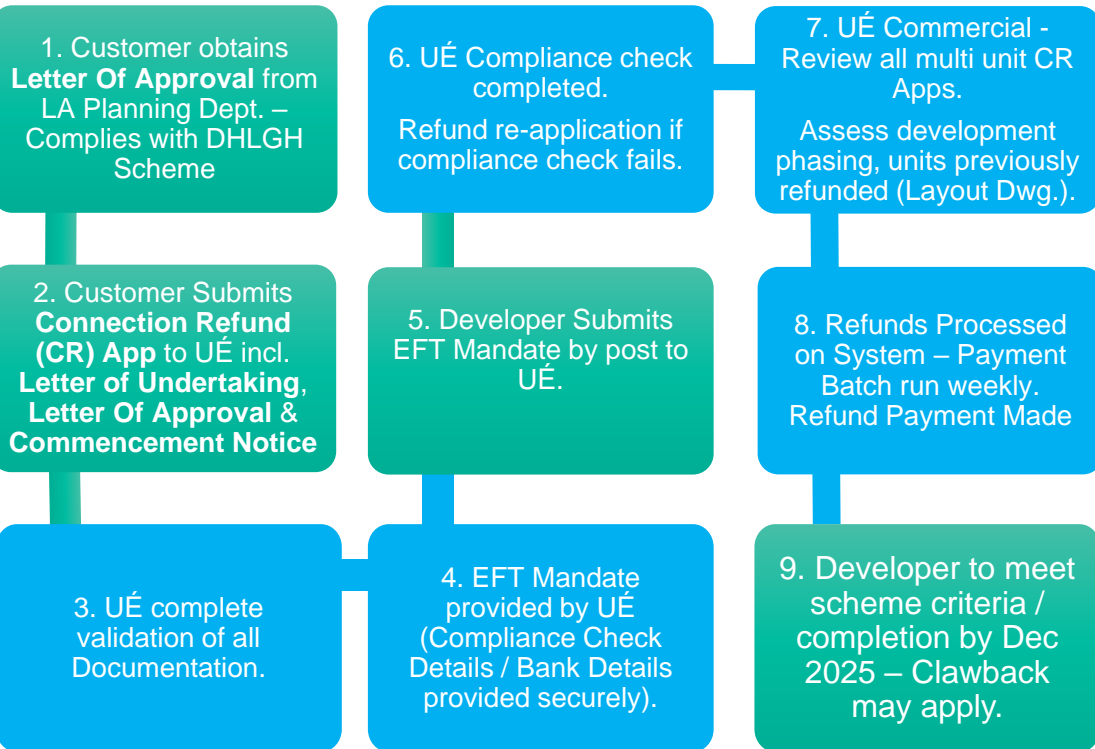 1. Customer obtains
Letter Of Approval from
LA Planning Dept. –
Complies with DHLGH
Scheme
2. Customer Submits
Connection Refund
(CR) App to UÉ incl.
Letter of Undertaking,
Letter Of Approval &
Commencement Notice
3. UÉ complete
validation of all
Documentation.
4. EFT Mandate
provided by UÉ
(Compliance Check
Details / Bank Details
provided securely).
5. Developer Submits
EFT Mandate by post to
UÉ.
6. UÉ Compliance check
completed.
Refund re-application if
compliance check fails.
7. UÉ Commercial -
Review all multi unit CR
Apps.
Assess development
phasing, units previously
refunded (Layout Dwg.).
8. Refunds Processed
on System – Payment
Batch run weekly.
Refund Payment Made
9. Developer to meet
scheme criteria /
completion by Dec
2025 – Clawback
may apply.